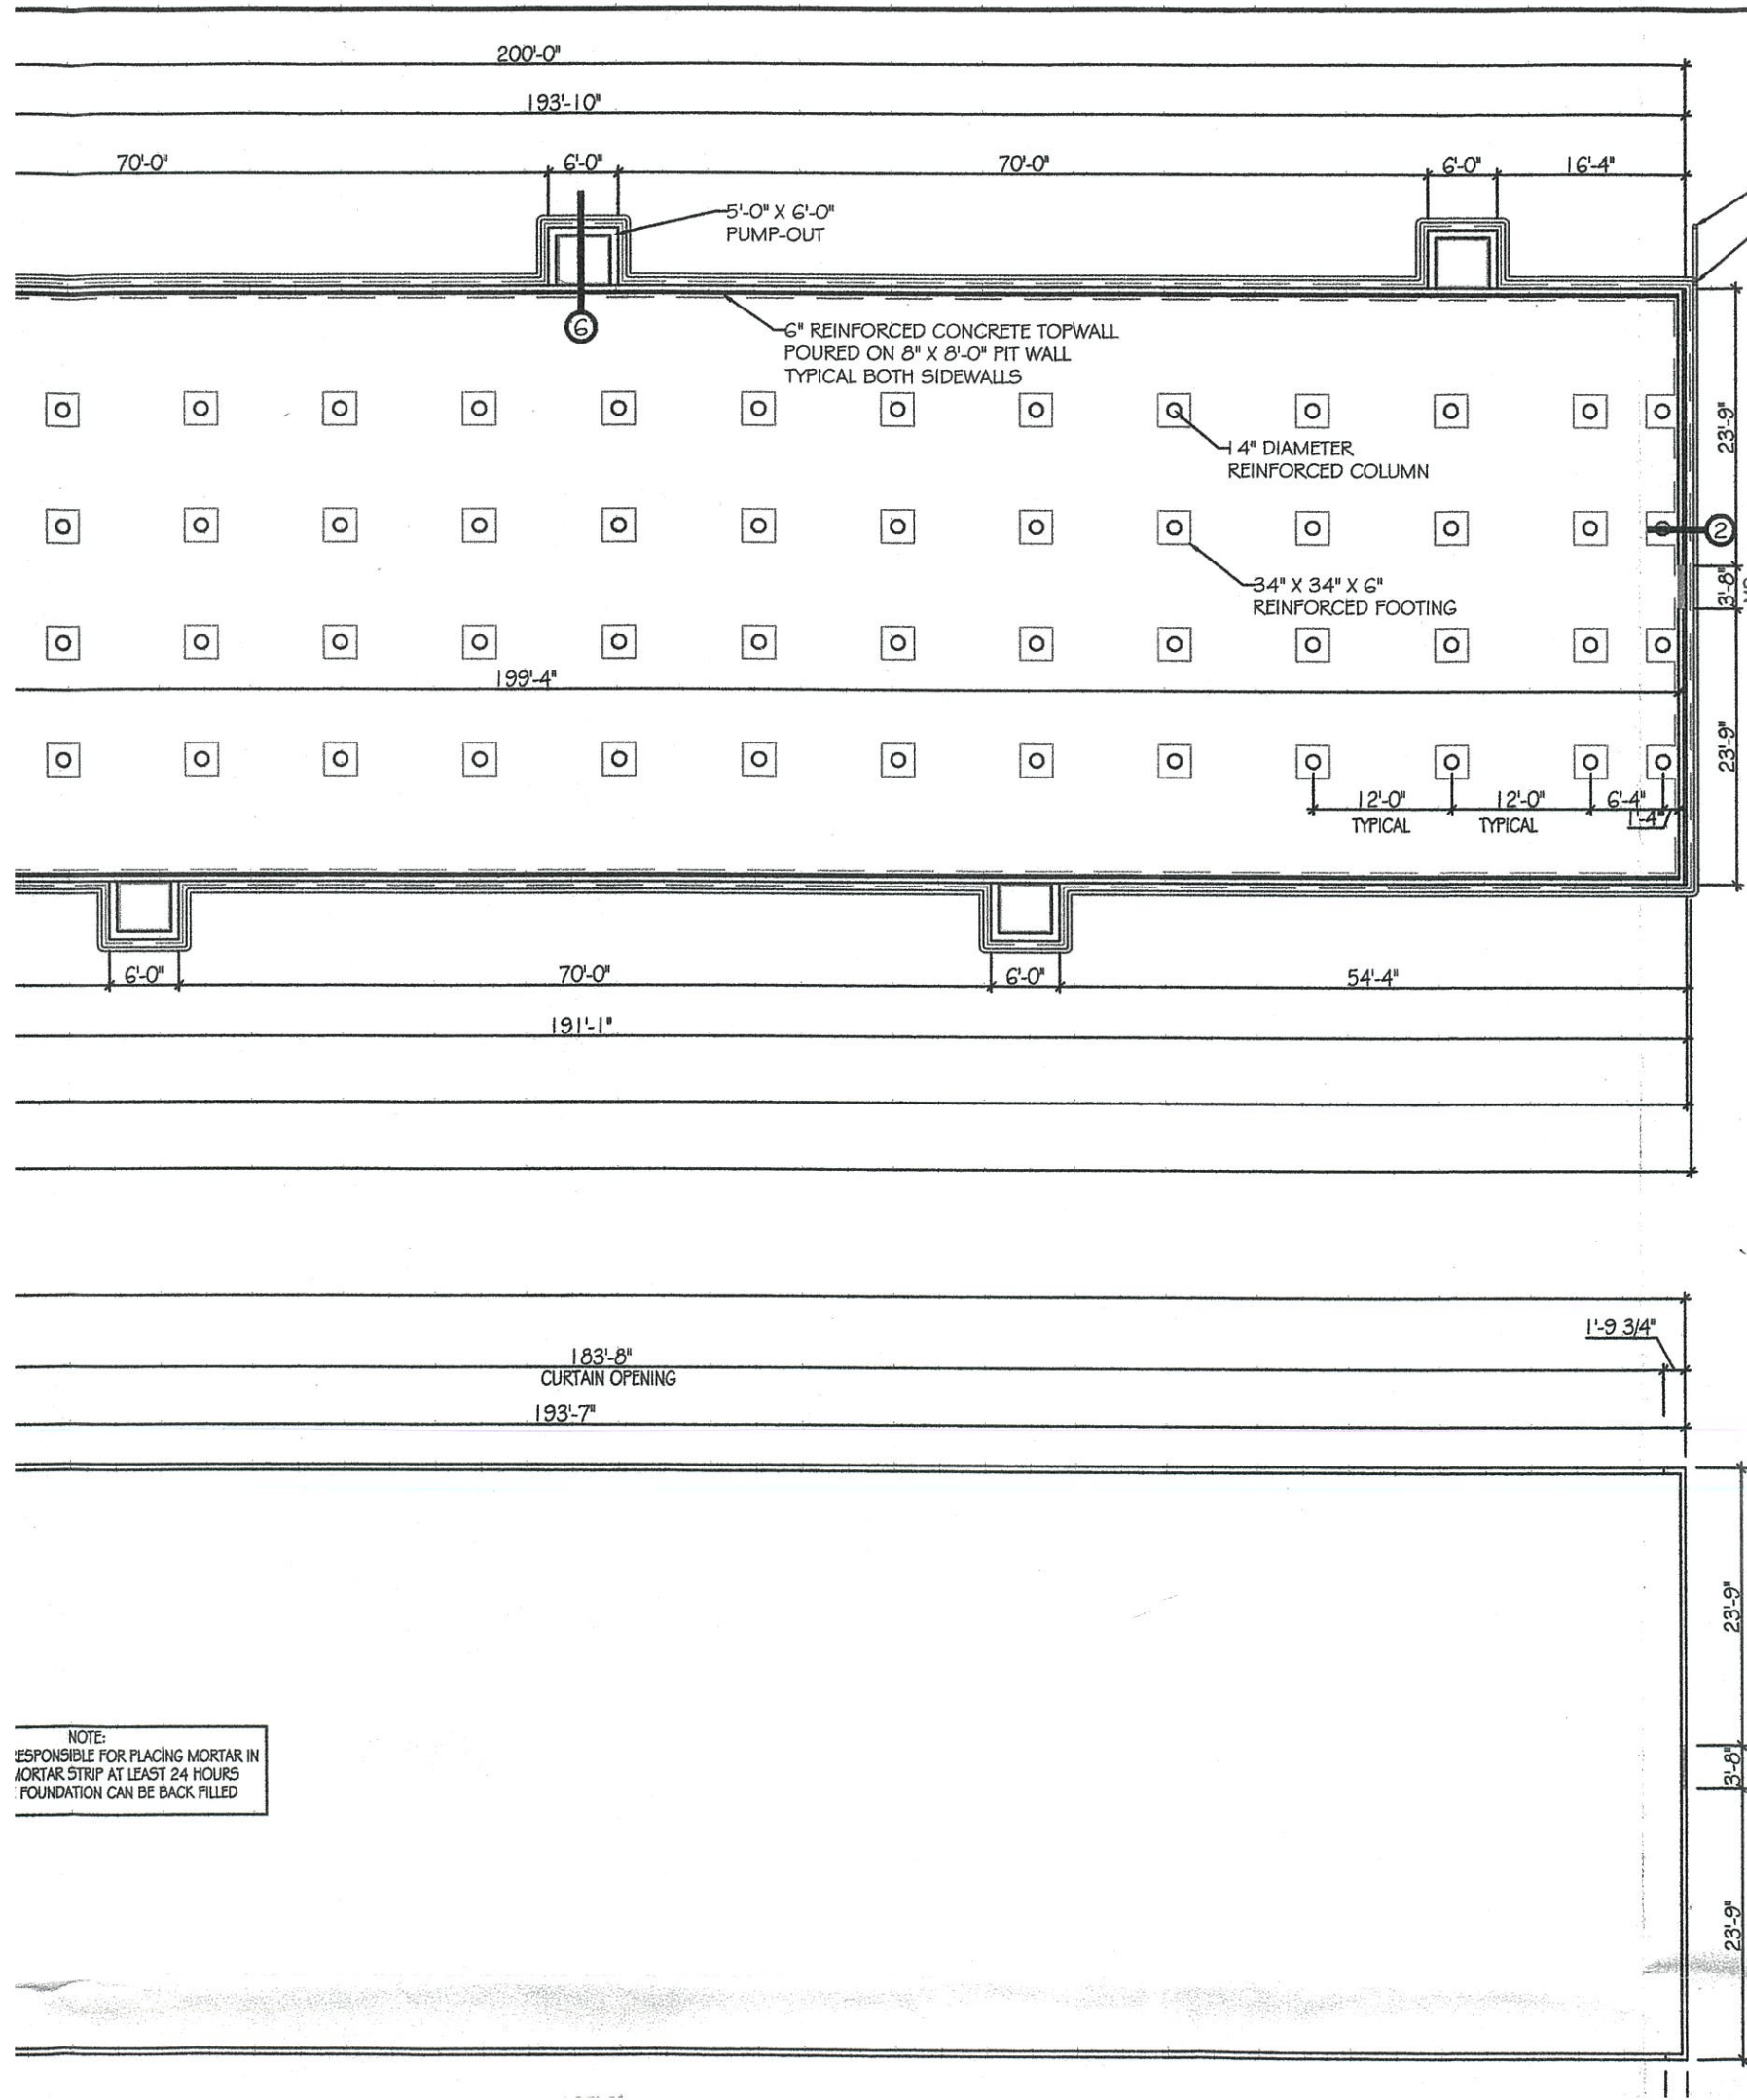 200'-0"
193'-10"
70'-0"
6'-0"
70'-0"
6'-0"
16'-4"
5'-0" X 6'-0"
PUMP-OUT
6
6" REINFORCED CONCRETE TOPWALL
POURED ON 8" X 8'-0" PIT WALL
TYPICAL BOTH SIDEWALLS
14" DIAMETER
REINFORCED COLUMN
23'-9"
2
34" X 34" X 6"
REINFORCED FOOTING
3'-8"
199'-4"
23'-9"
12'-0"
TYPICAL
12'-0"
TYPICAL
6'-4"
1'-4"
6'-0"
70'-0"
6'-0"
54'-4"
191'-1"
1'-9 3/4"
183'-8"
CURTAIN OPENING
193'-7"
23'-9"
3'-8"
23'-9"
NOTE:
ESPONSIBLE FOR PLACING MORTAR IN
MORTAR STRIP AT LEAST 24 HOURS
FOUNDATION CAN BE BACK FILLED